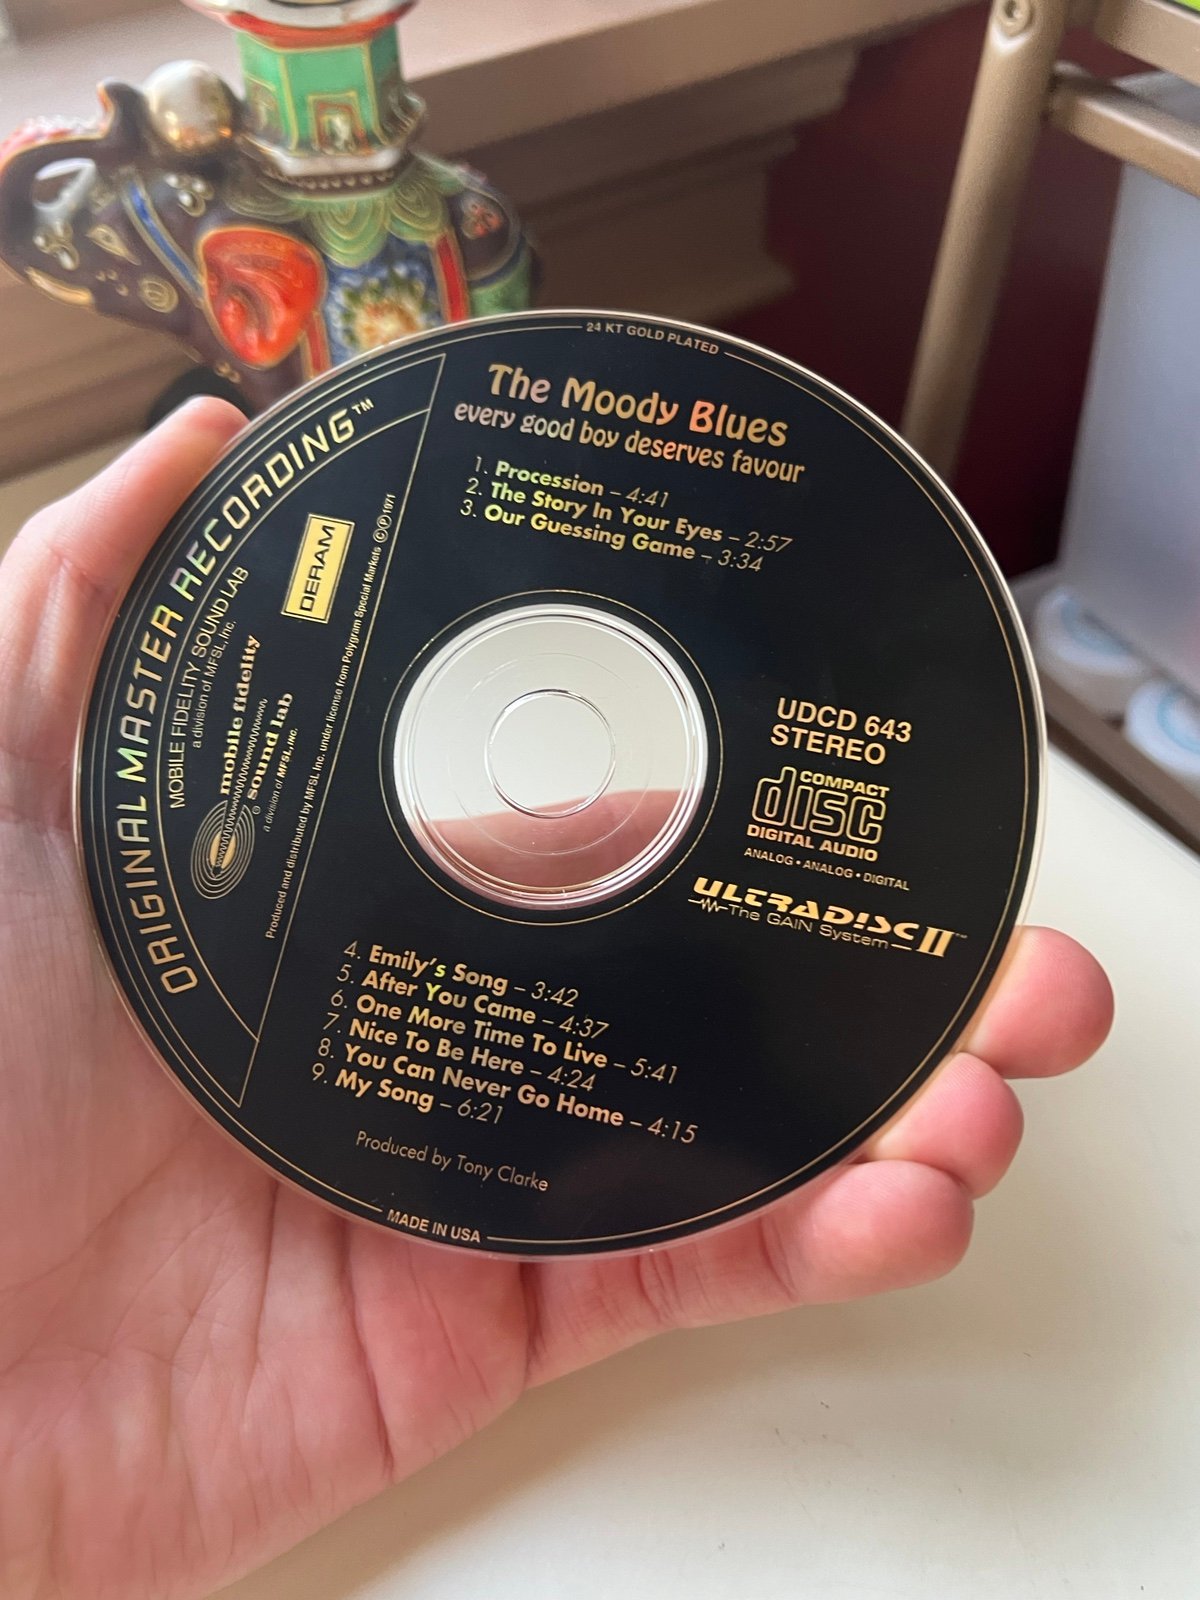 24 KT GOLD PLATED
The Moody Blues
every good boy deserves favour
1. Procession – 4:41
2. The Story In Your Eyes – 2:57
3. Our Guessing Game – 3:34
ORIGINAL MASTER RECORDING™
MOBILE FIDELITY SOUND LAB
a division of MFSL, Inc.
mobile fidelity
® sound lab
a division of MFSL, INC.
DERAM
Produced and distributed by MFSL Inc. under license from Polygram Special Markets ©℗1971
UDCD 643
STEREO
COMPACT
disc
DIGITAL AUDIO
ANALOG • ANALOG • DIGITAL
ULTRADISC II™
The GAIN System
4. Emily's Song – 3:42
5. After You Came – 4:37
6. One More Time To Live – 5:41
7. Nice To Be Here – 4:24
8. You Can Never Go Home – 4:15
9. My Song – 6:21
Produced by Tony Clarke
MADE IN USA